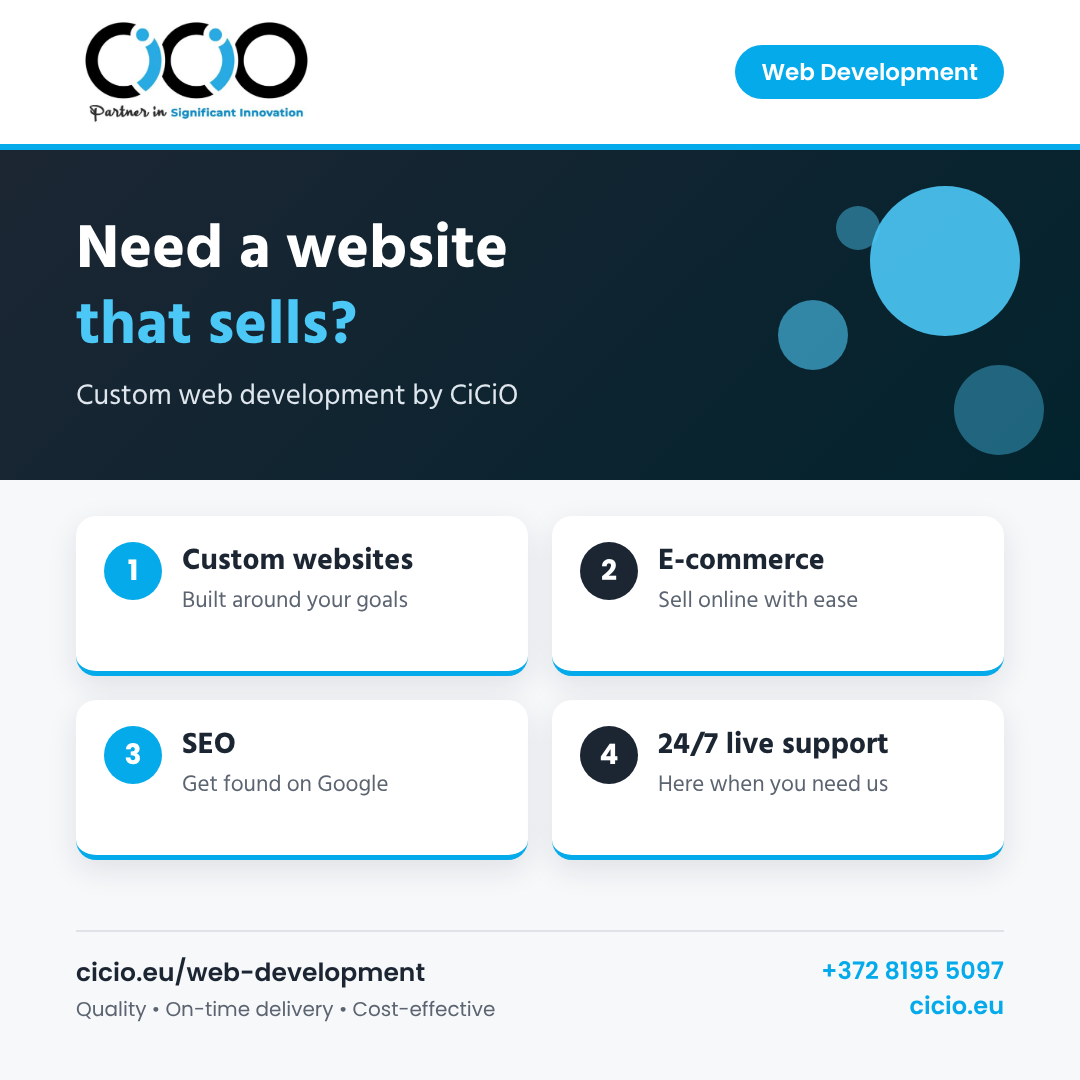 CiCiO
Partner in Significant Innovation
Web Development
Need a website
that sells?
Custom web development by CiCiO
1
Custom websites
Built around your goals
2
E-commerce
Sell online with ease
3
SEO
Get found on Google
4
24/7 live support
Here when you need us
cicio.eu/web-development
Quality • On-time delivery • Cost-effective
+372 8195 5097
cicio.eu